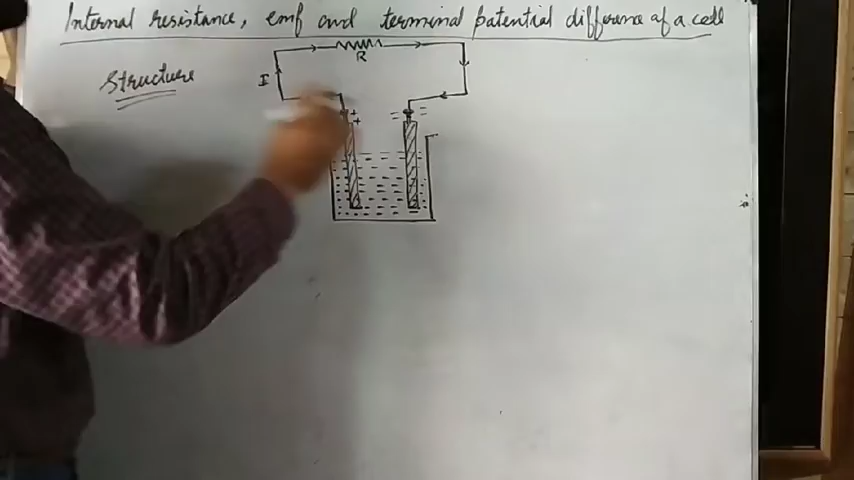 Internal resistance, emf and terminal potential difference of a cell
Structure
R
I
+
+